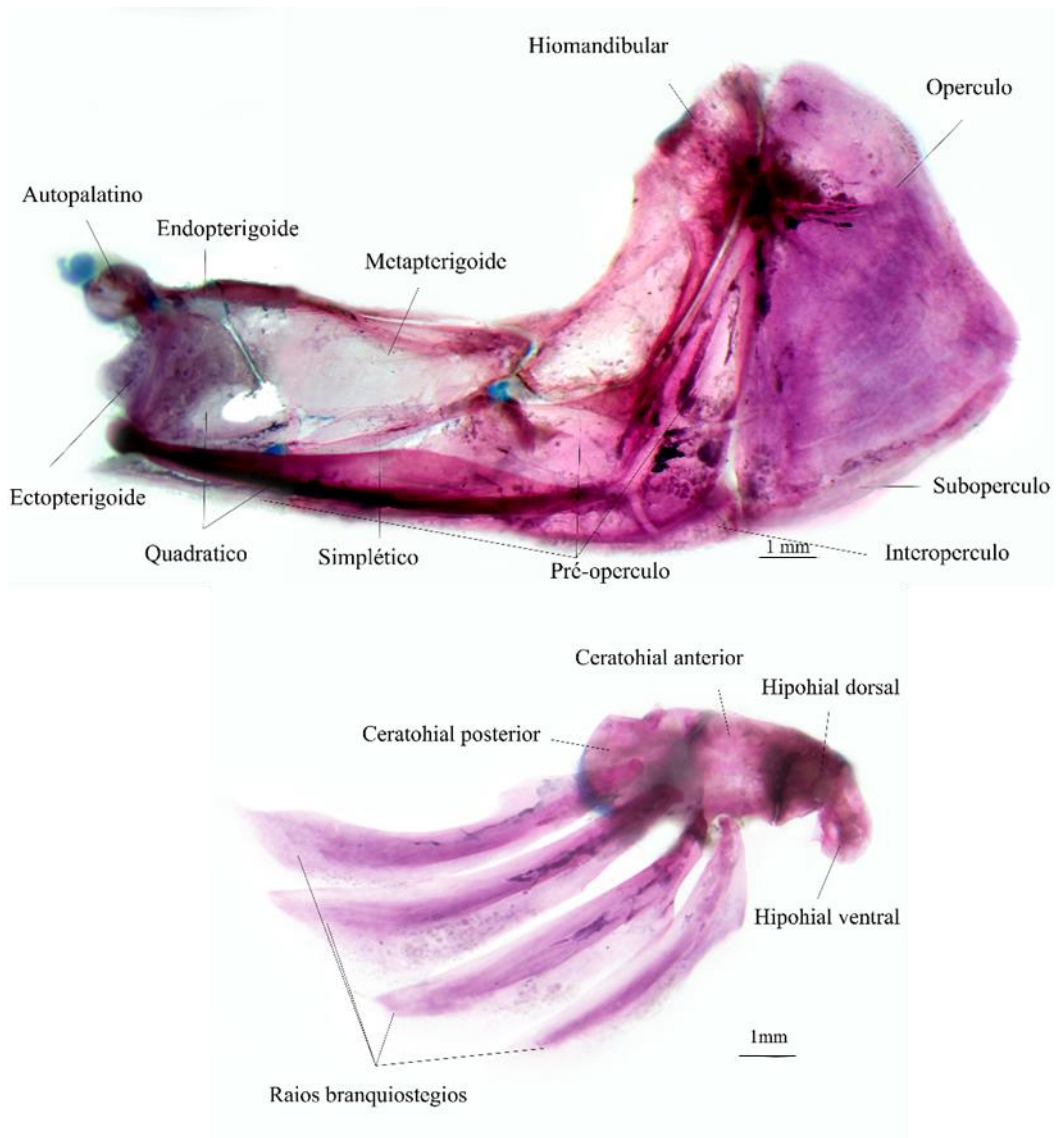 Hiomandibular
Operculo
Autopalatino
Endopterigoide
Metapterigoide
Ectopterigoide
Suboperculo
Quadratico
Simplético
Pré-operculo
1 mm
Interoperculo
Ceratohial anterior
Hipohial dorsal
Ceratohial posterior
Hipohial ventral
1mm
Raios branquiostegios